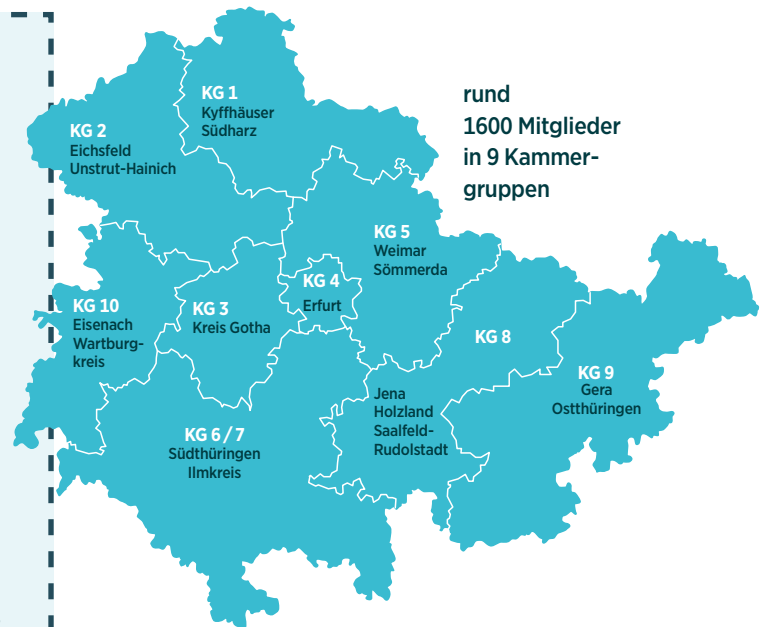 rund
1600 Mitglieder
in 9 Kammer-
gruppen
KG 1
Kyffhäuser
Südharz
KG 2
Eichsfeld
Unstrut-Hainich
KG 5
Weimar
Sömmerda
KG 4
Erfurt
KG 10
Eisenach
Wartburg-
kreis
KG 3
Kreis Gotha
KG 8
Jena
Holzland
Saalfeld-
Rudolstadt
KG 9
Gera
Ostthüringen
KG 6 / 7
Südthüringen
Ilmkreis